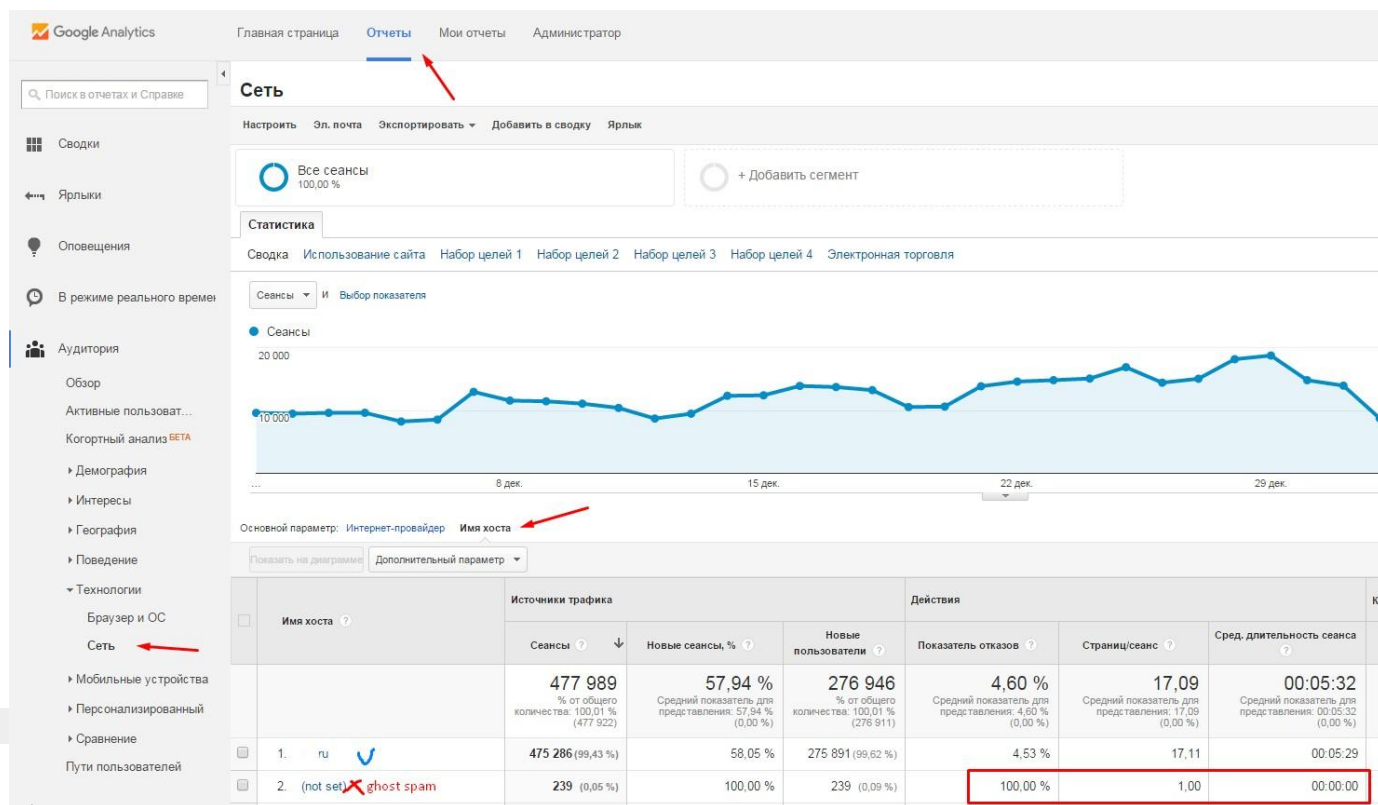 Google Analytics
Главная страница Отчеты Мои отчеты Администратор
Поиск в отчетах и Справке
Сводки
Ярлыки
Оповещения
В режиме реального времен
Аудитория
Обзор
Активные пользоват...
Когортный анализ БЕТА
Демография
Интересы
География
Поведение
Технологии
Браузер и ОС
Сеть
Мобильные устройства
Персонализированный
Сравнение
Пути пользователей
Сеть
Настроить Эл. почта Экспортировать Добавить в сводку Ярлык
Все сеансы
100,00 %
+ Добавить сегмент
Статистика
Сводка Использование сайта Набор целей 1 Набор целей 2 Набор целей 3 Набор целей 4 Электронная торговля
Сеансы И Выбор показателя
Сеансы
20 000
10 000
... 8 дек. 15 дек. 22 дек. 29 дек.
Основной параметр: Интернет-провайдер Имя хоста
Показать на диаграмме Дополнительный параметр
Имя хоста ?
Источники трафика
Действия
К
Сеансы ?
Новые сеансы, % ?
Новые пользователи ?
Показатель отказов ?
Страниц/сеанс ?
Сред. длительность сеанса ?
477 989
% от общего количества: 100,01 % (477 922)
57,94 %
Средний показатель для представления: 57,94 % (0,00 %)
276 946
% от общего количества: 100,01 % (276 911)
4,60 %
Средний показатель для представления: 4,60 % (0,00 %)
17,09
Средний показатель для представления: 17,09 (0,00 %)
00:05:32
Средний показатель для представления: 00:05:32 (0,00 %)
1. ru 475 286 (99,43 %) 58,05 % 275 891 (99,62 %) 4,53 % 17,11 00:05:29
2. (not set) ghost spam 239 (0,05 %) 100,00 % 239 (0,09 %) 100,00 % 1,00 00:00:00